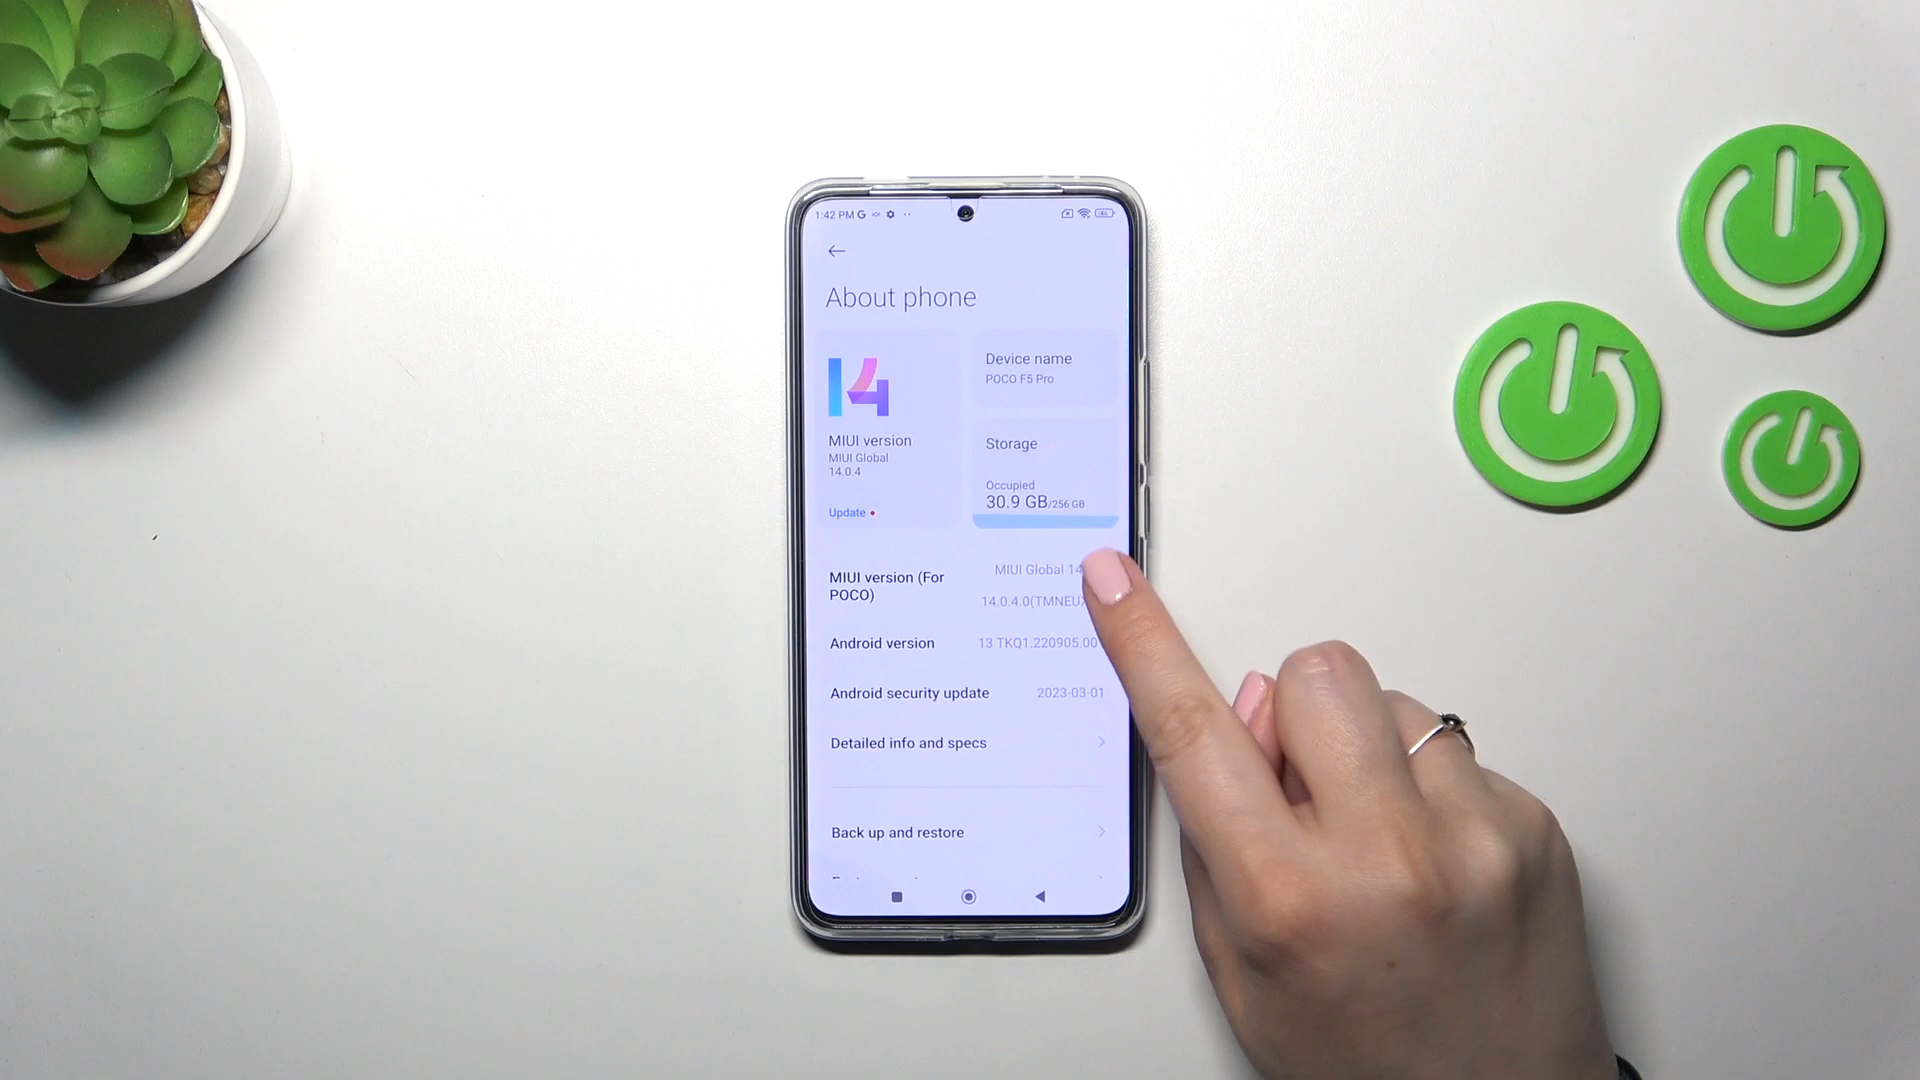 1:42 PM
About phone
14
MIUI version
MIUI Global
14.0.4
Update
Device name
POCO F5 Pro
Storage
Occupied
30.9 GB/256 GB
MIUI version (For
POCO)
MIUI Global 14
14.0.4.0(TMNEU
Android version
13 TKQ1.220905.00
Android security update
2023-03-01
Detailed info and specs
Back up and restore